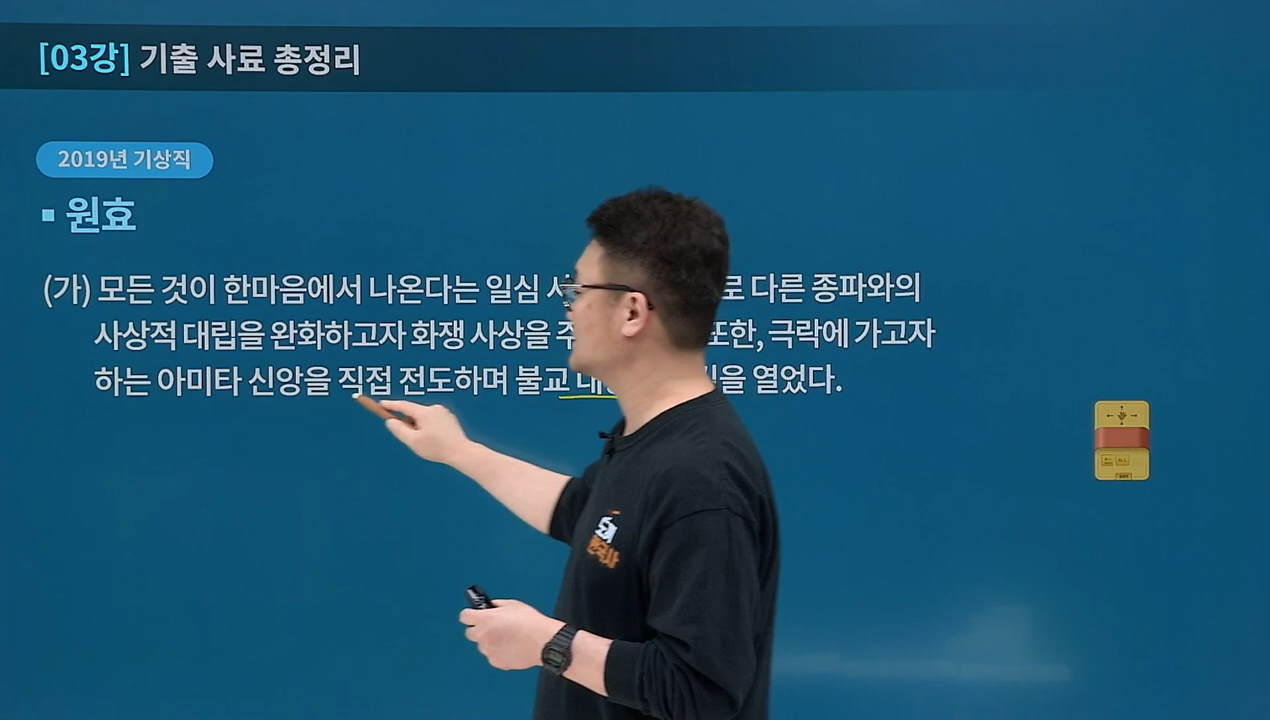 [03강] 기출 사료 총정리
2019년 기상직
▪ 원효
(가) 모든 것이 한마음에서 나온다는 일심 로 다른 종파와의
사상적 대립을 완화하고자 화쟁 사상을 또한, 극락에 가고자
하는 아미타 신앙을 직접 전도하며 불교 을 열었다.